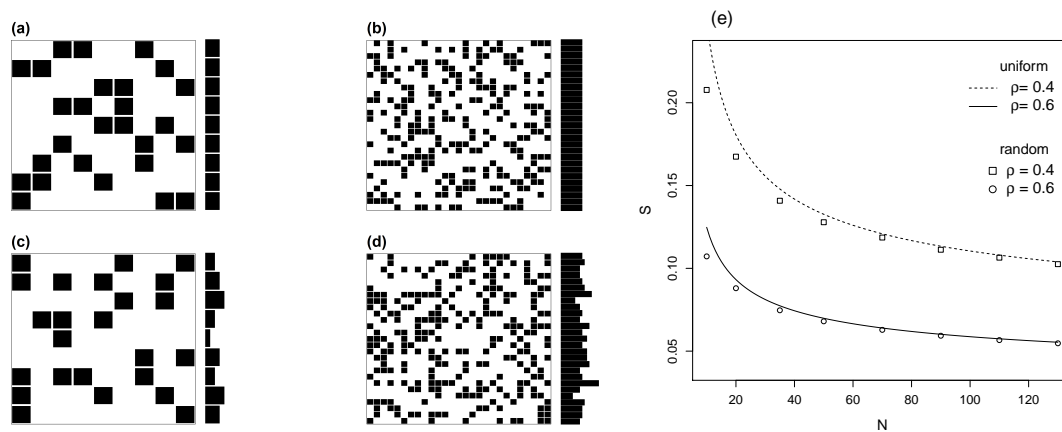 (a)
(b)
(c)
(d)
(e)
S
0.20
0.15
0.10
0.05
uniform
ρ= 0.4
ρ= 0.6
random
ρ = 0.4
ρ = 0.6
20 40 60 80 100 120
N